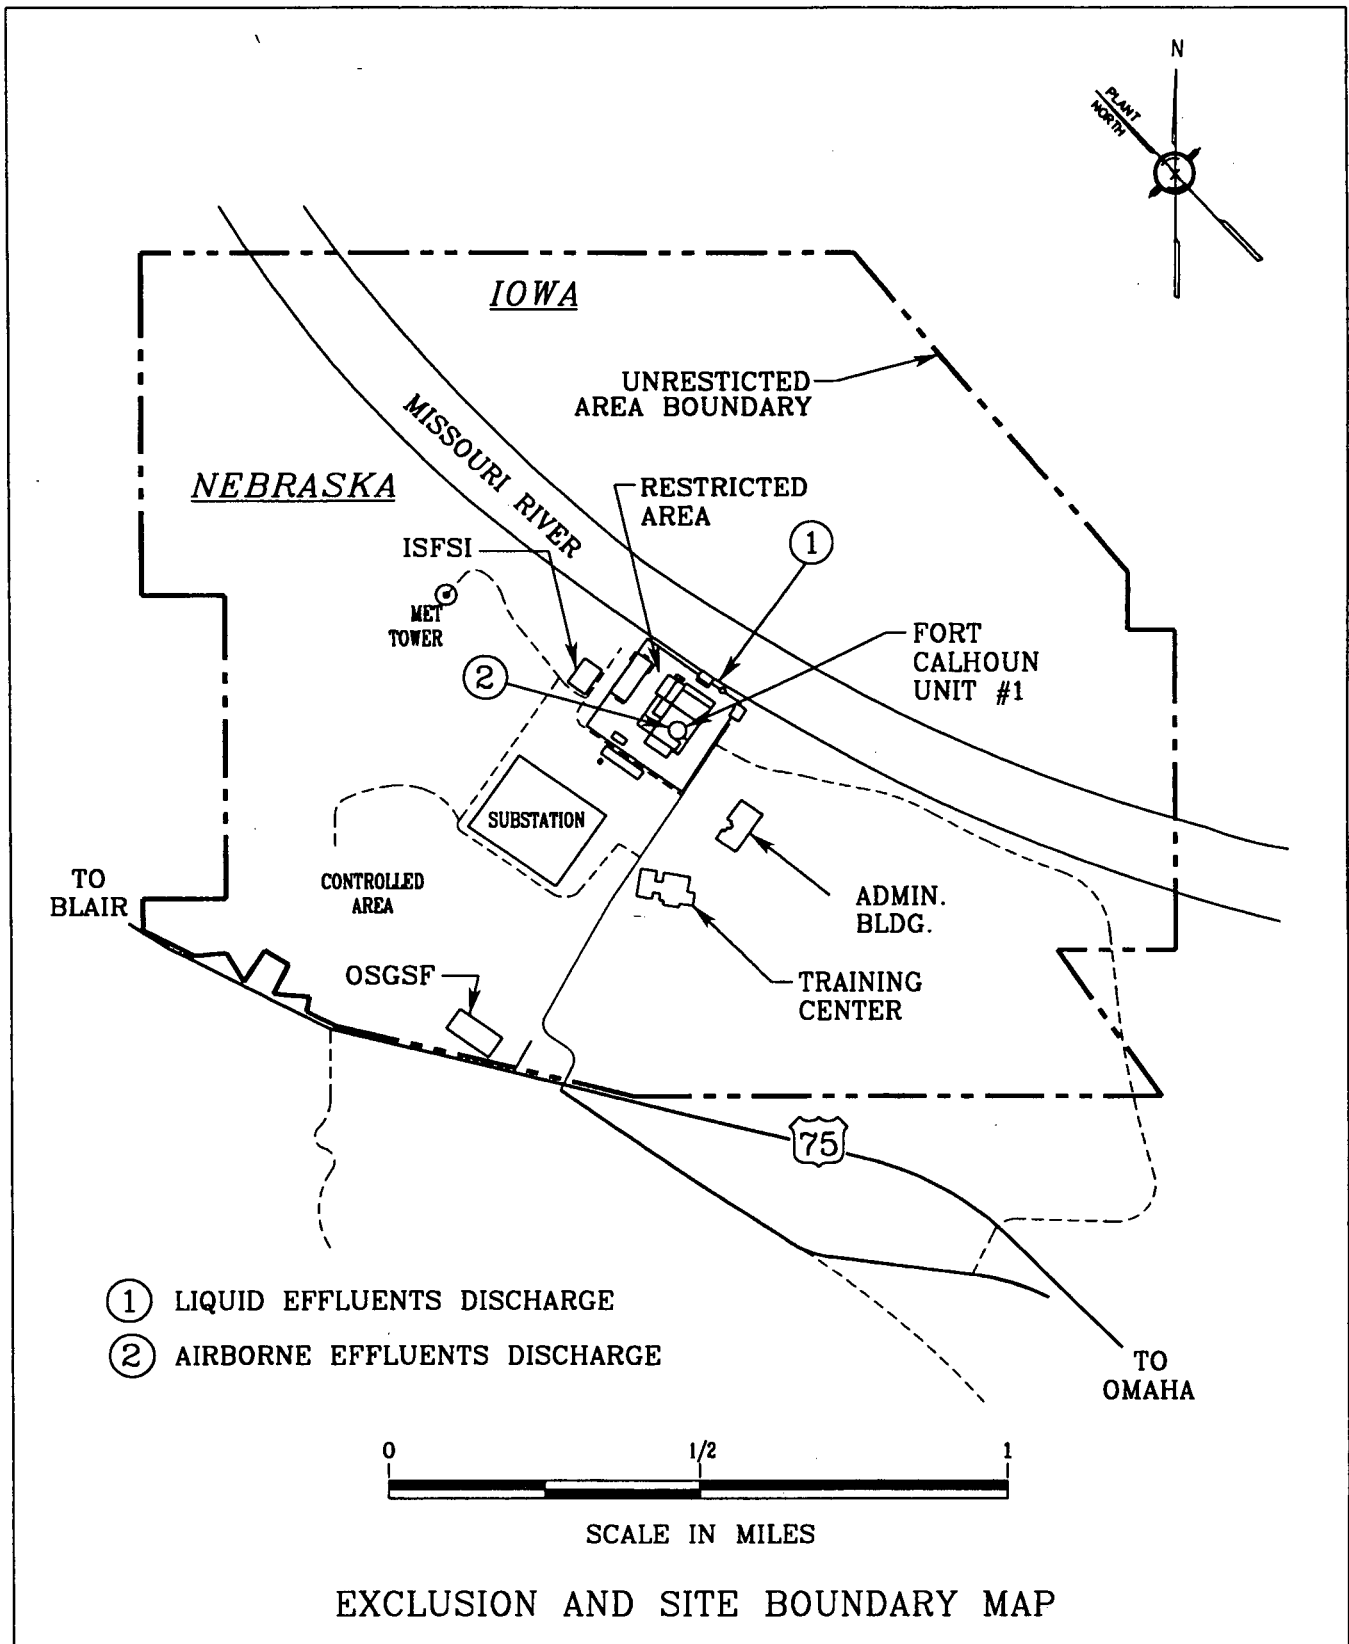 N
PLANT
NORTH
IOWA
UNRESTICTED
AREA BOUNDARY
MISSOURI RIVER
NEBRASKA
RESTRICTED
AREA
1
ISFSI
MET
TOWER
FORT
CALHOUN
UNIT #1
2
SUBSTATION
TO
BLAIR
CONTROLLED
AREA
ADMIN.
BLDG.
OSGSF
TRAINING
CENTER
75
1 LIQUID EFFLUENTS DISCHARGE
2 AIRBORNE EFFLUENTS DISCHARGE
TO
OMAHA
0 1/2 1
SCALE IN MILES
EXCLUSION AND SITE BOUNDARY MAP